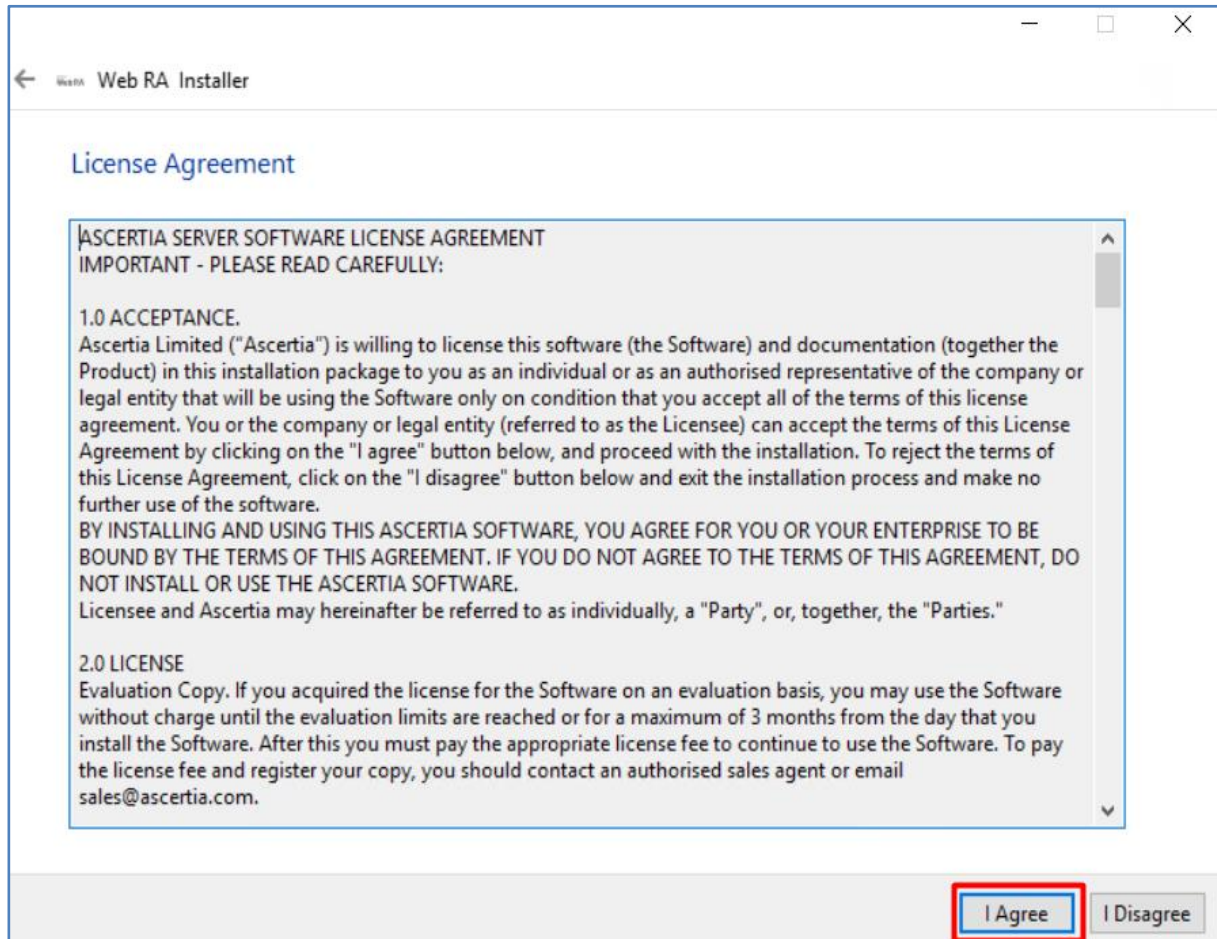 Web RA Installer
License Agreement
ASCERTIA SERVER SOFTWARE LICENSE AGREEMENT
IMPORTANT - PLEASE READ CAREFULLY:
1.0 ACCEPTANCE.
Ascertia Limited ("Ascertia") is willing to license this software (the Software) and documentation (together the
Product) in this installation package to you as an individual or as an authorised representative of the company or
legal entity that will be using the Software only on condition that you accept all of the terms of this license
agreement. You or the company or legal entity (referred to as the Licensee) can accept the terms of this License
Agreement by clicking on the "I agree" button below, and proceed with the installation. To reject the terms of
this License Agreement, click on the "I disagree" button below and exit the installation process and make no
further use of the software.
BY INSTALLING AND USING THIS ASCERTIA SOFTWARE, YOU AGREE FOR YOU OR YOUR ENTERPRISE TO BE
BOUND BY THE TERMS OF THIS AGREEMENT. IF YOU DO NOT AGREE TO THE TERMS OF THIS AGREEMENT, DO
NOT INSTALL OR USE THE ASCERTIA SOFTWARE.
Licensee and Ascertia may hereinafter be referred to as individually, a "Party", or, together, the "Parties."
2.0 LICENSE
Evaluation Copy. If you acquired the license for the Software on an evaluation basis, you may use the Software
without charge until the evaluation limits are reached or for a maximum of 3 months from the day that you
install the Software. After this you must pay the appropriate license fee to continue to use the Software. To pay
the license fee and register your copy, you should contact an authorised sales agent or email
sales@ascertia.com.
I Agree
I Disagree